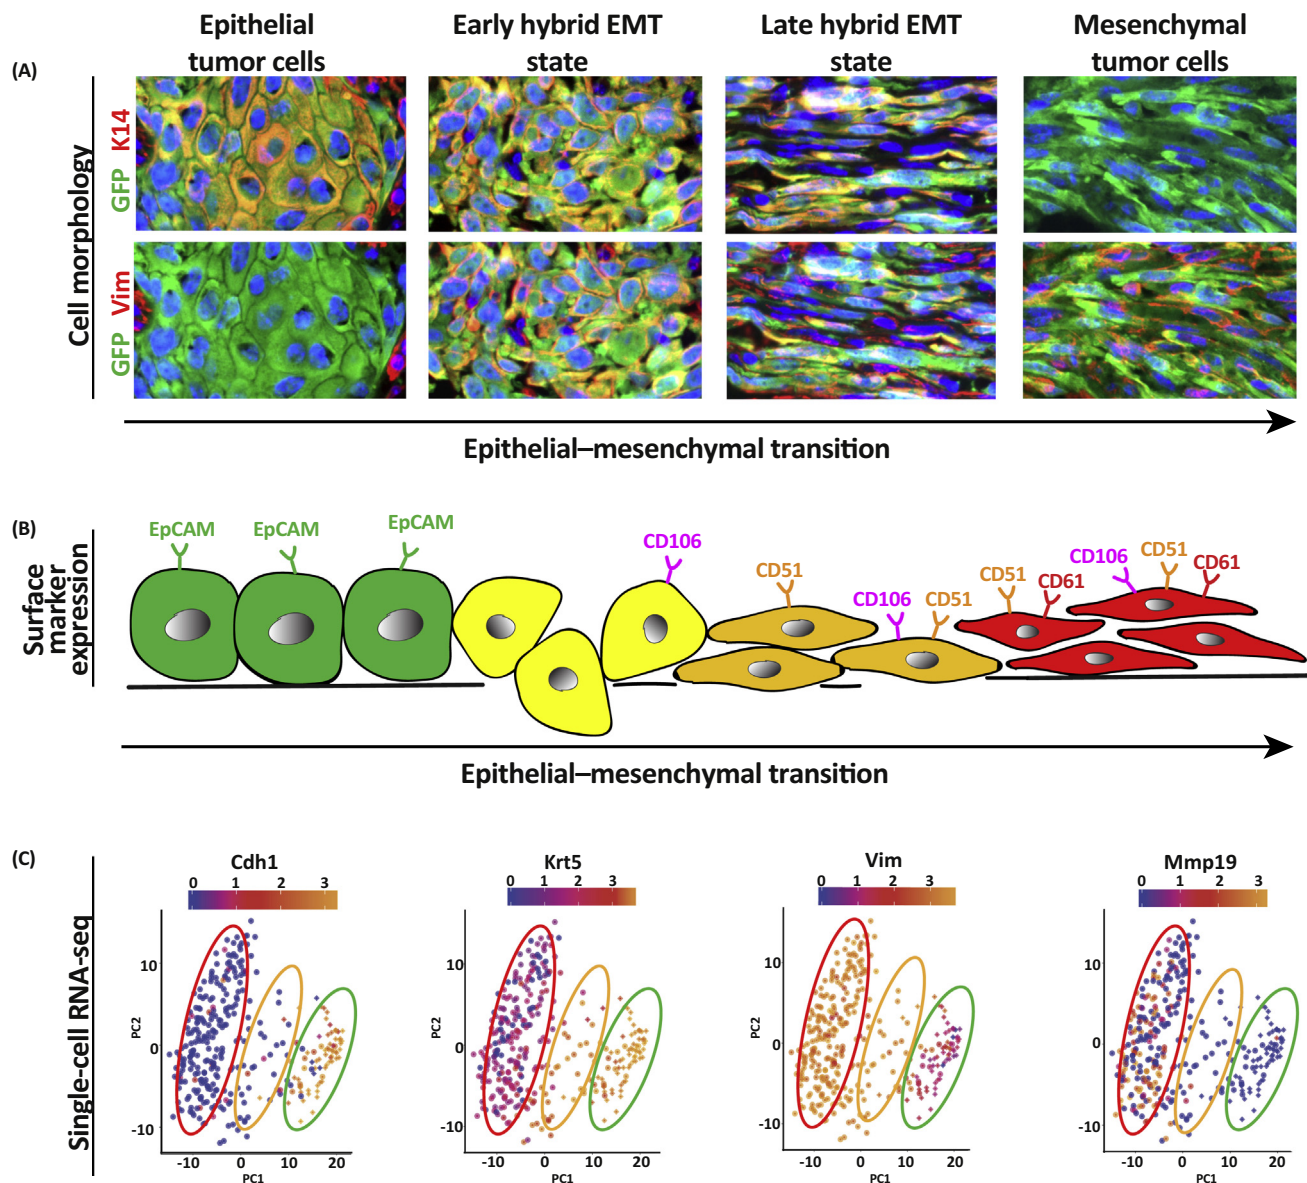 Epithelial
tumor cells
Early hybrid EMT
state
Late hybrid EMT
state
Mesenchymal
tumor cells
(A)
Cell morphology
GFP K14
GFP Vim
Epithelial–mesenchymal transition
(B)
Surface
marker
expression
EpCAM
EpCAM
EpCAM
CD106
CD51
CD106
CD51
CD51
CD61
CD106
CD51
CD61
Epithelial–mesenchymal transition
(C)
Single-cell RNA-seq
Cdh1
0 1 2 3
10
0
-10
PC2
-10 0 10 20
PC1
Krt5
0 1 2 3
10
0
-10
PC2
-10 0 10 20
PC1
Vim
0 1 2 3
10
0
-10
PC2
-10 0 10 20
PC1
Mmp19
0 1 2 3
10
0
-10
PC2
-10 0 10 20
PC1